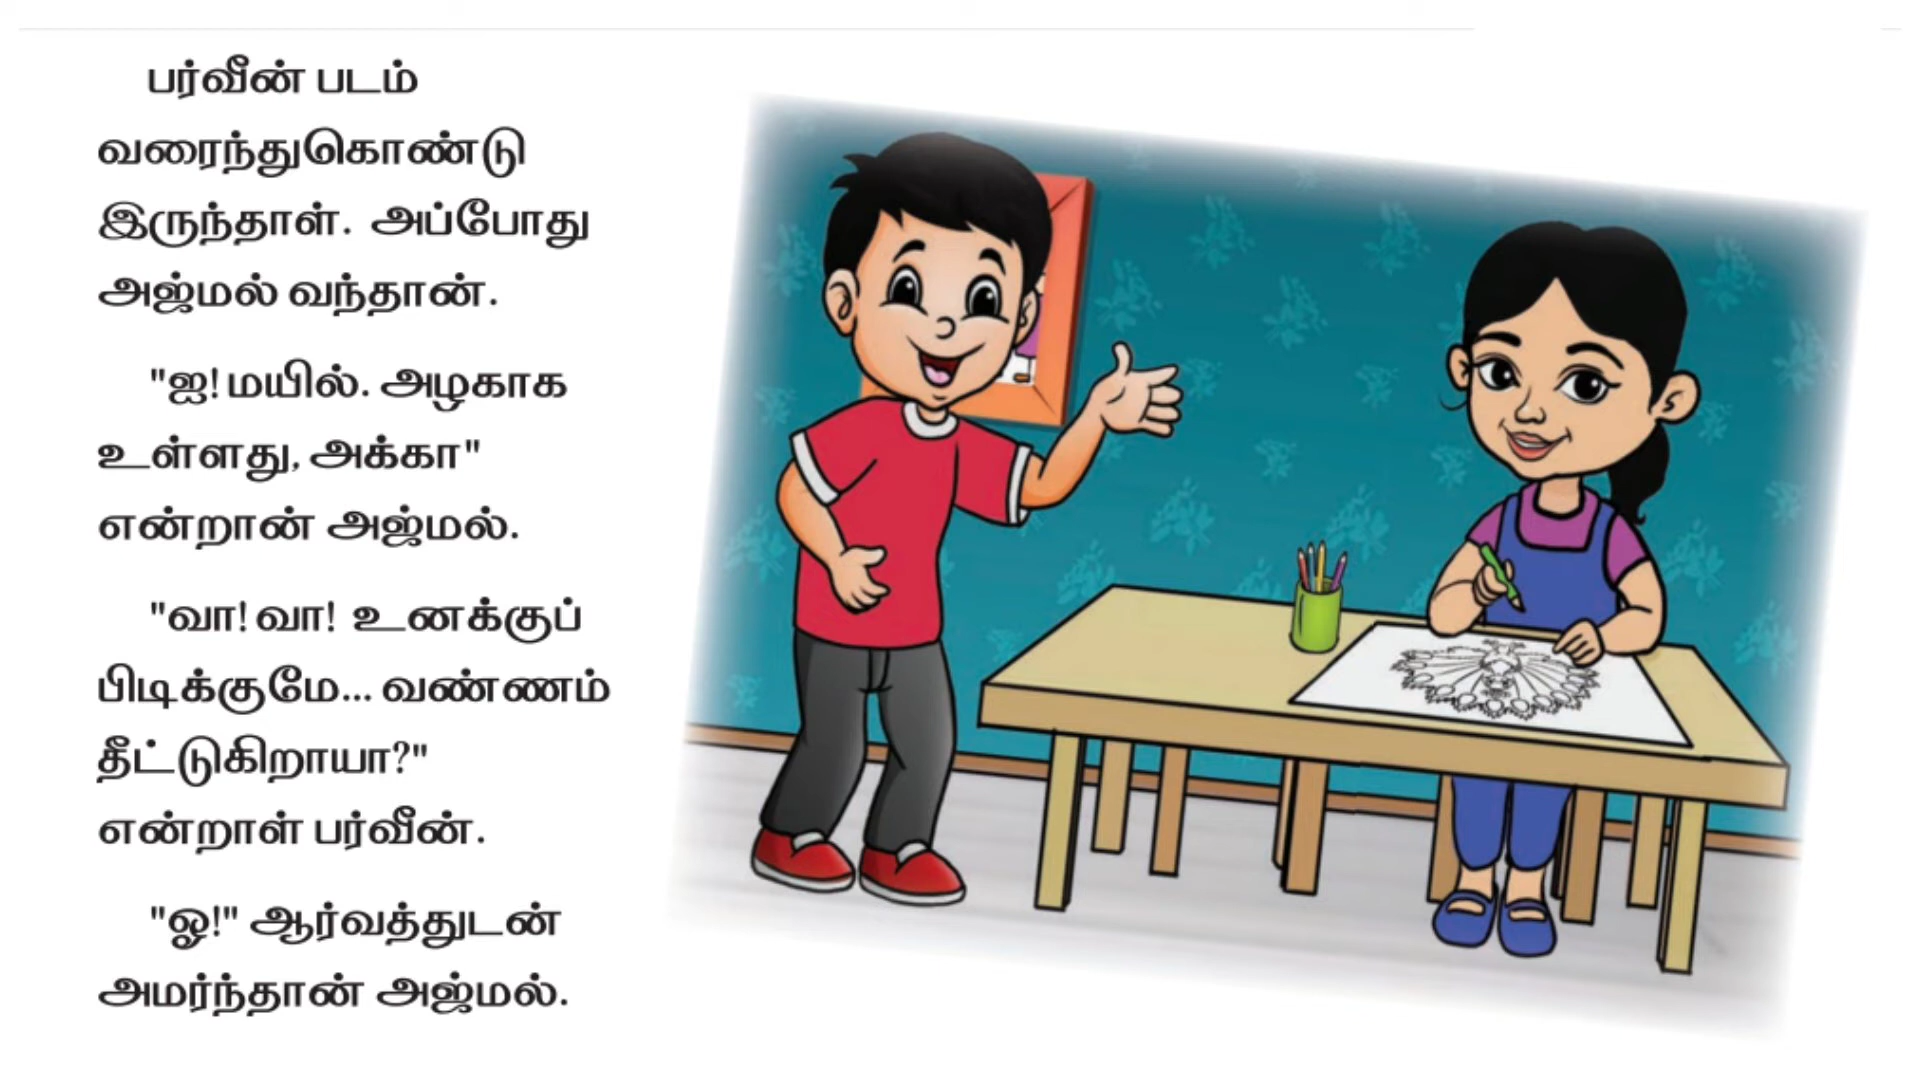 பர்வீன் படம்
வரைந்துகொண்டு
இருந்தாள். அப்போது
அஜ்மல் வந்தான்.
"ஐ! மயில். அழகாக
உள்ளது, அக்கா"
என்றான் அஜ்மல்.
"வா! வா! உனக்குப்
பிடிக்குமே... வண்ணம்
தீட்டுகிறாயா?"
என்றாள் பர்வீன்.
"ஓ!" ஆர்வத்துடன்
அமர்ந்தான் அஜ்மல்.